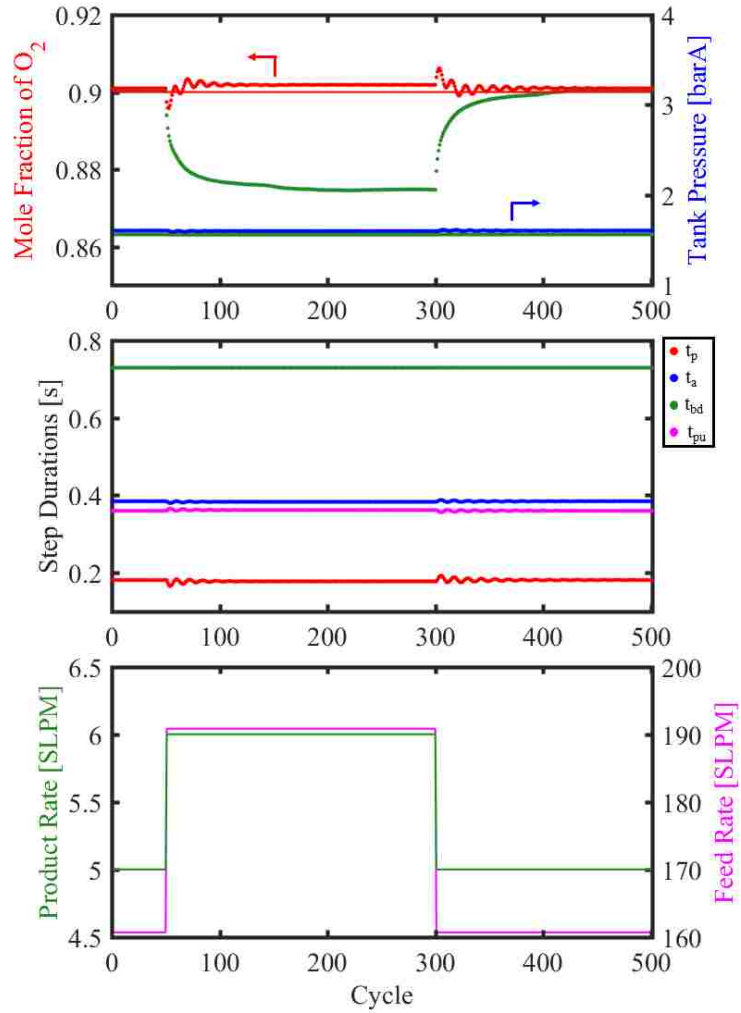 0.92
0.9
0.88
0.86
Mole Fraction of O2
4
3
2
1
Tank Pressure [barA]
0 100 200 300 400 500
0.8
0.6
0.4
0.2
Step Durations [s]
tp
ta
tbd
tpu
0 100 200 300 400 500
6.5
6
5.5
5
4.5
Product Rate [SLPM]
200
190
180
170
160
Feed Rate [SLPM]
0 100 200 300 400 500
Cycle